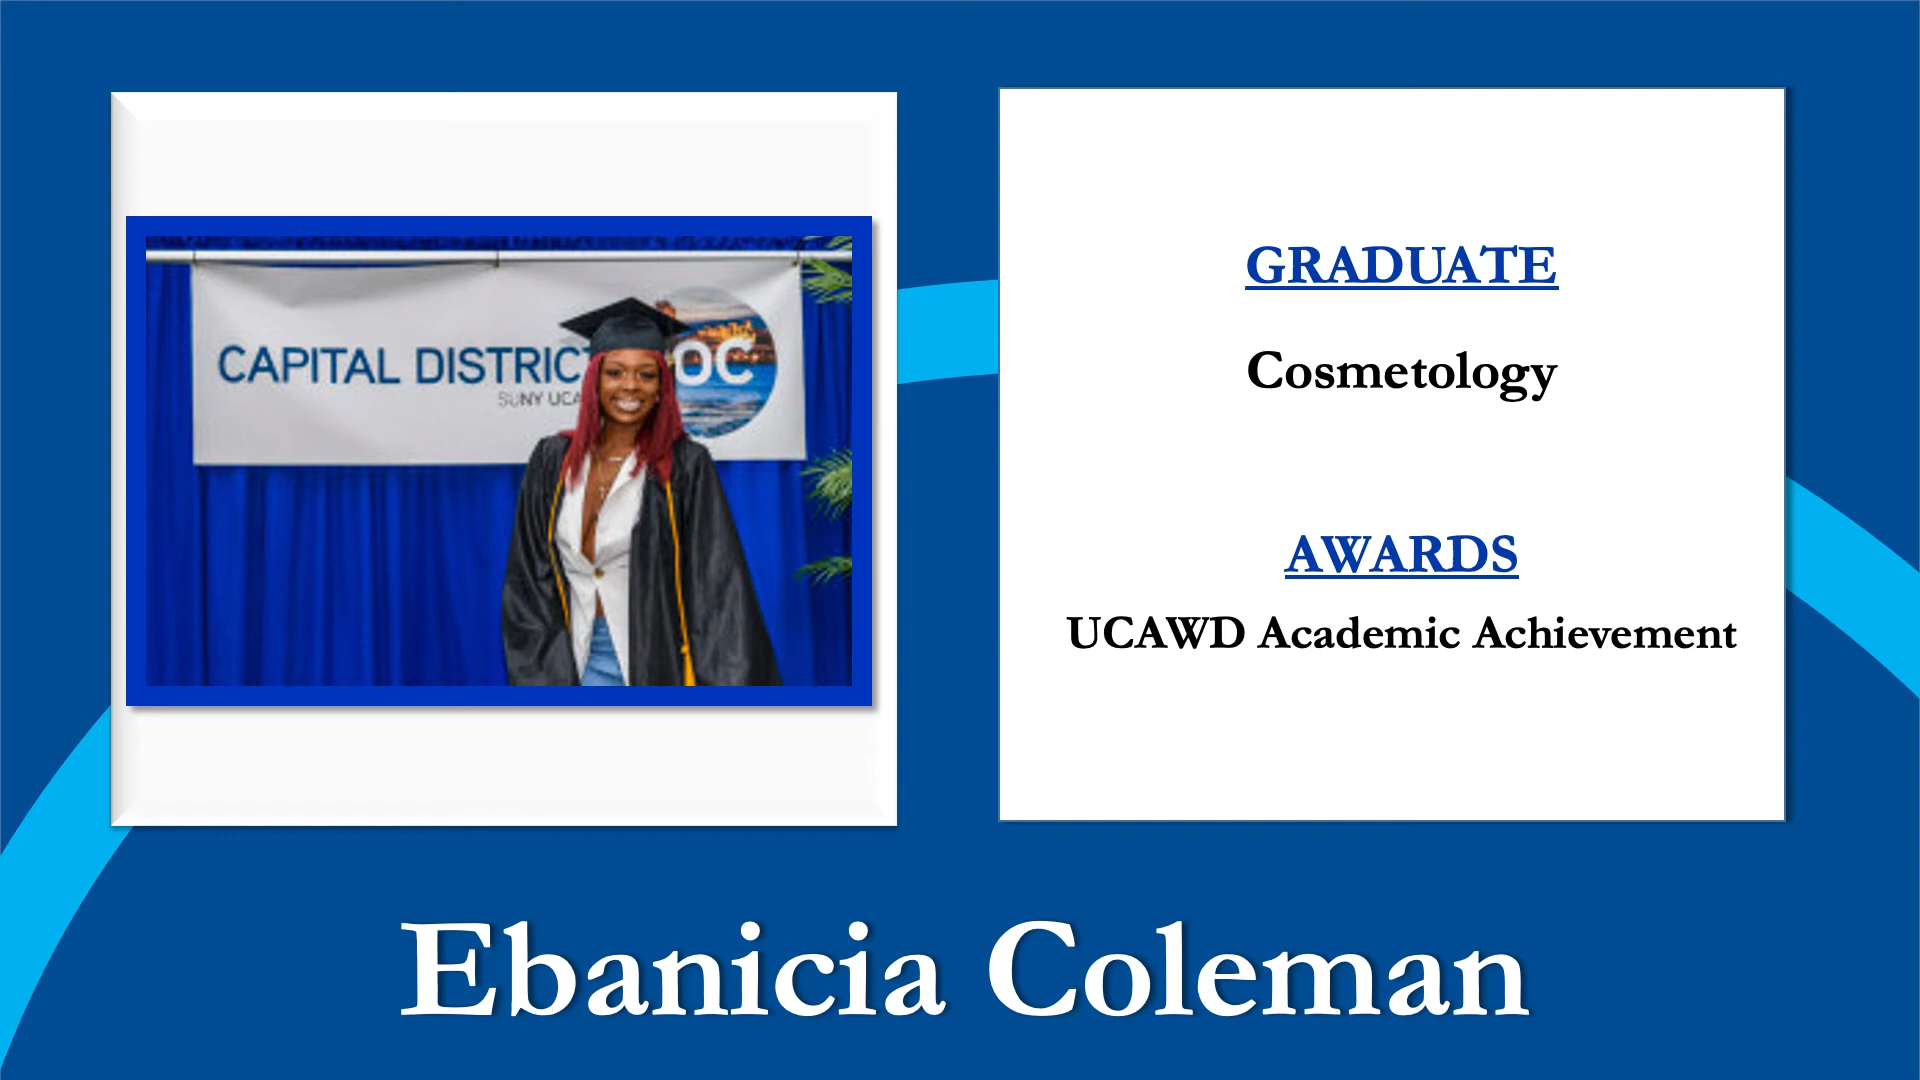 CAPITAL DISTRICT OC
SUNY UCA
GRADUATE
Cosmetology
AWARDS
UCAWD Academic Achievement
Ebanicia Coleman